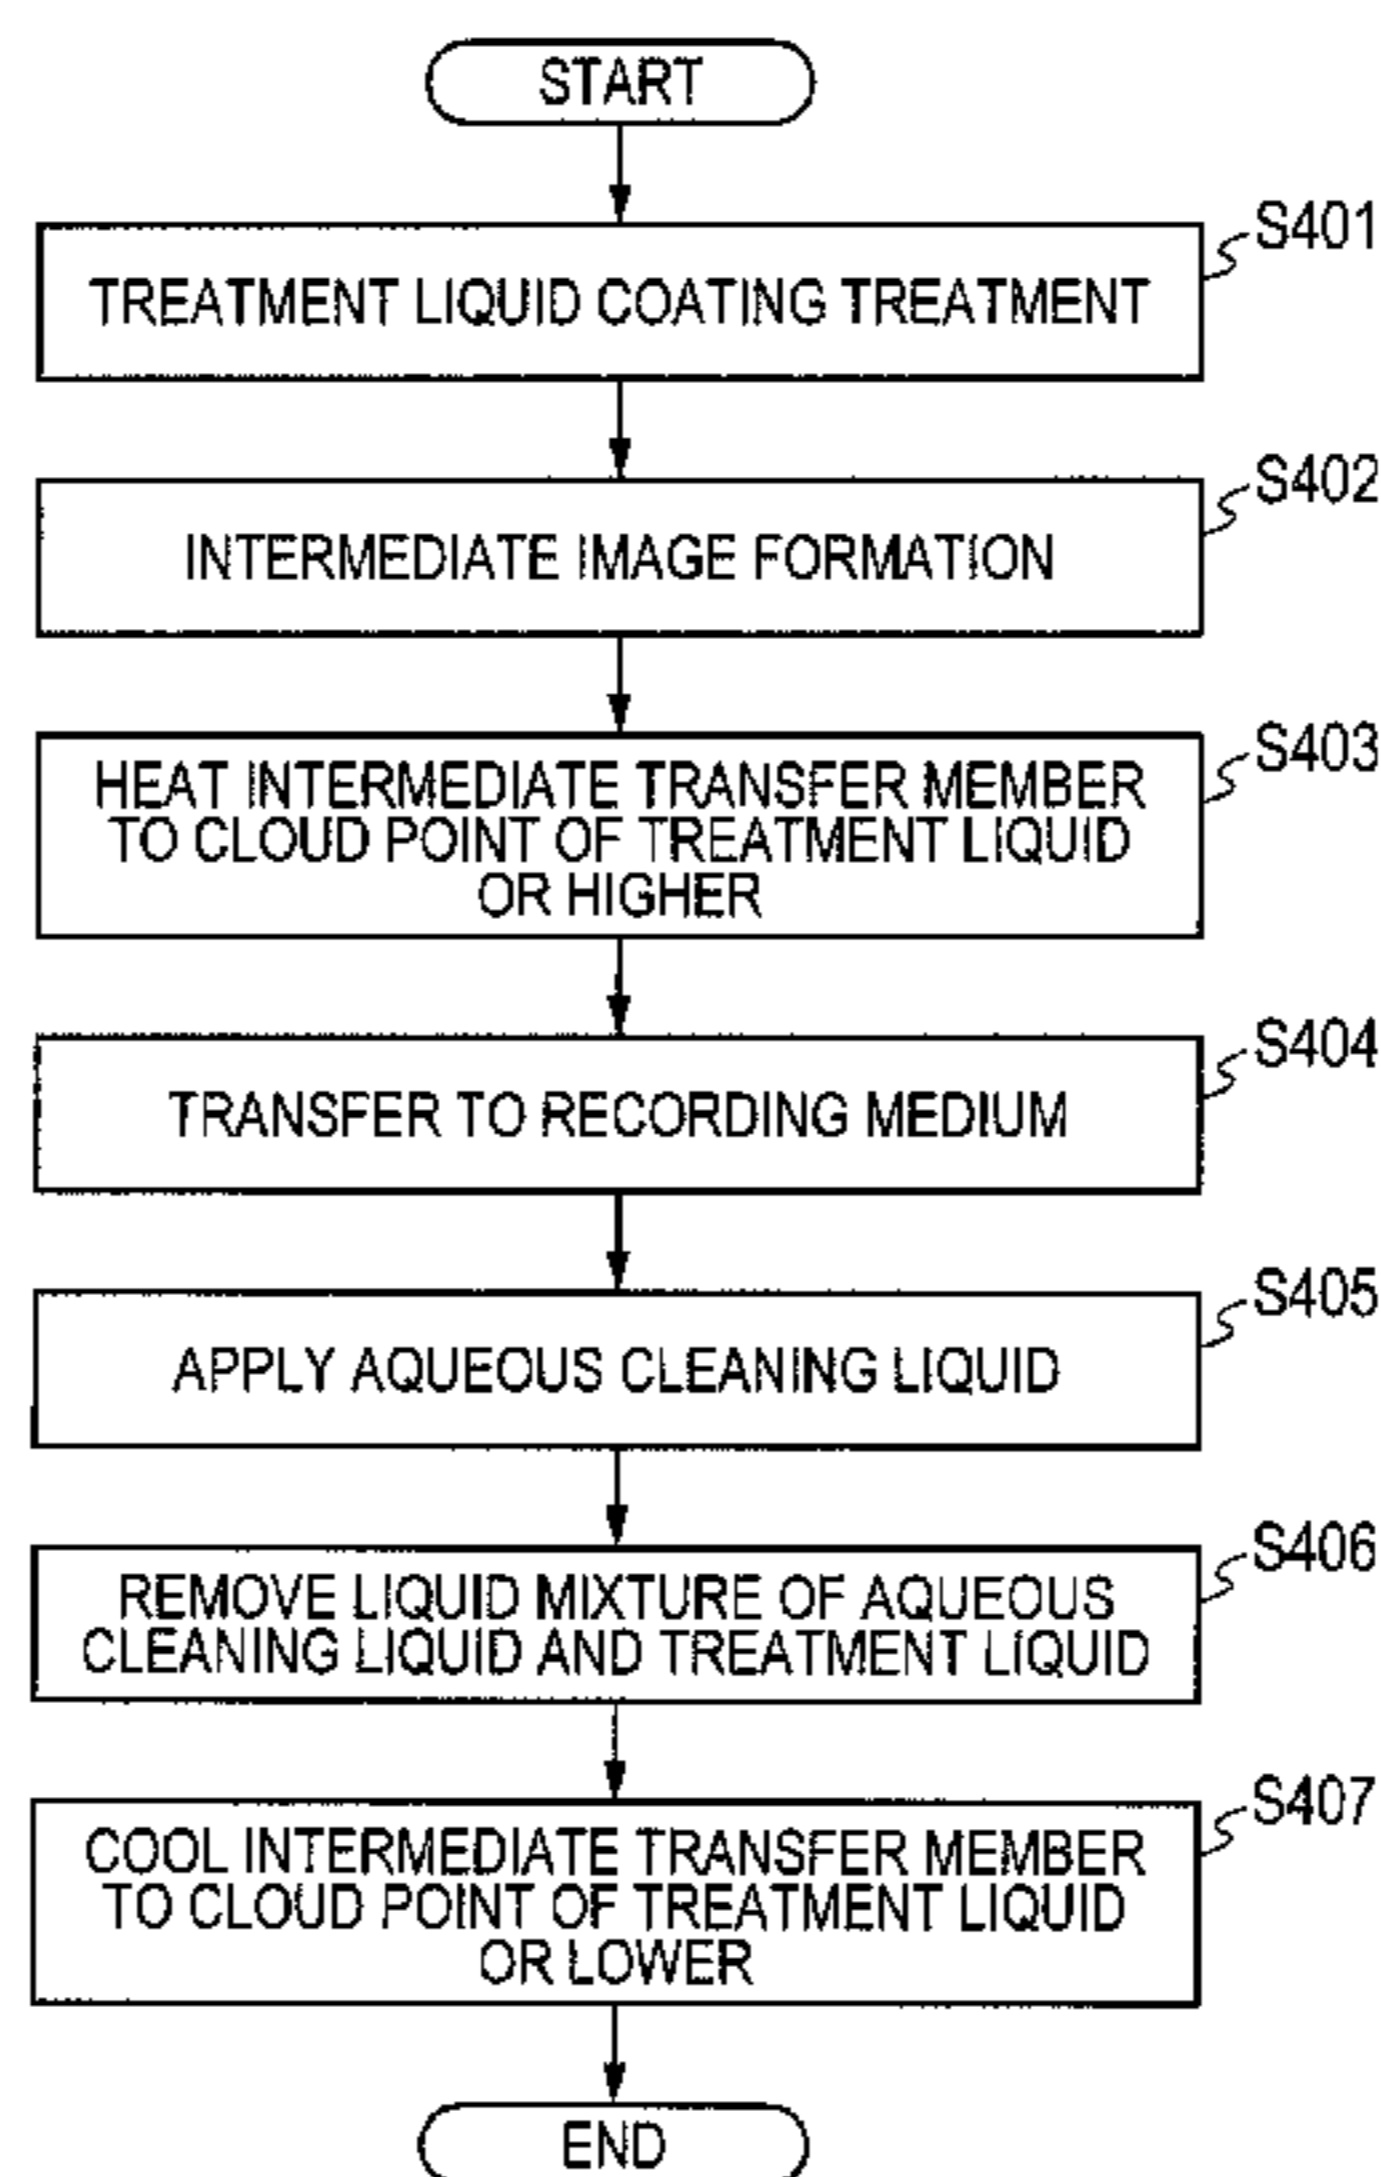 START
S401
TREATMENT LIQUID COATING TREATMENT
S402
INTERMEDIATE IMAGE FORMATION
S403
HEAT INTERMEDIATE TRANSFER MEMBER
TO CLOUD POINT OF TREATMENT LIQUID
OR HIGHER
S404
TRANSFER TO RECORDING MEDIUM
S405
APPLY AQUEOUS CLEANING LIQUID
S406
REMOVE LIQUID MIXTURE OF AQUEOUS
CLEANING LIQUID AND TREATMENT LIQUID
S407
COOL INTERMEDIATE TRANSFER MEMBER
TO CLOUD POINT OF TREATMENT LIQUID
OR LOWER
END